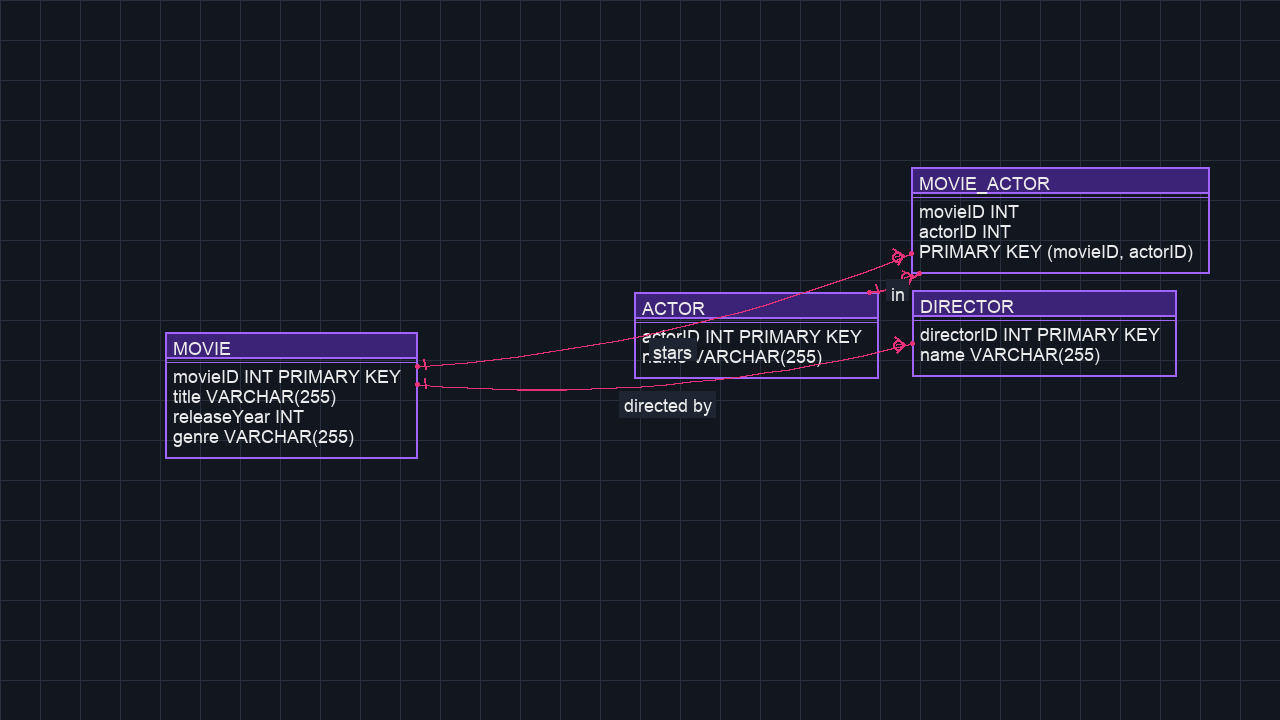 MOVIE_ACTOR
movieID INT
actorID INT
PRIMARY KEY (movieID, actorID)
in
ACTOR
actorID INT PRIMARY KEY
VARCHAR(255)
stars
DIRECTOR
directorID INT PRIMARY KEY
name VARCHAR(255)
MOVIE
movieID INT PRIMARY KEY
title VARCHAR(255)
releaseYear INT
genre VARCHAR(255)
directed by